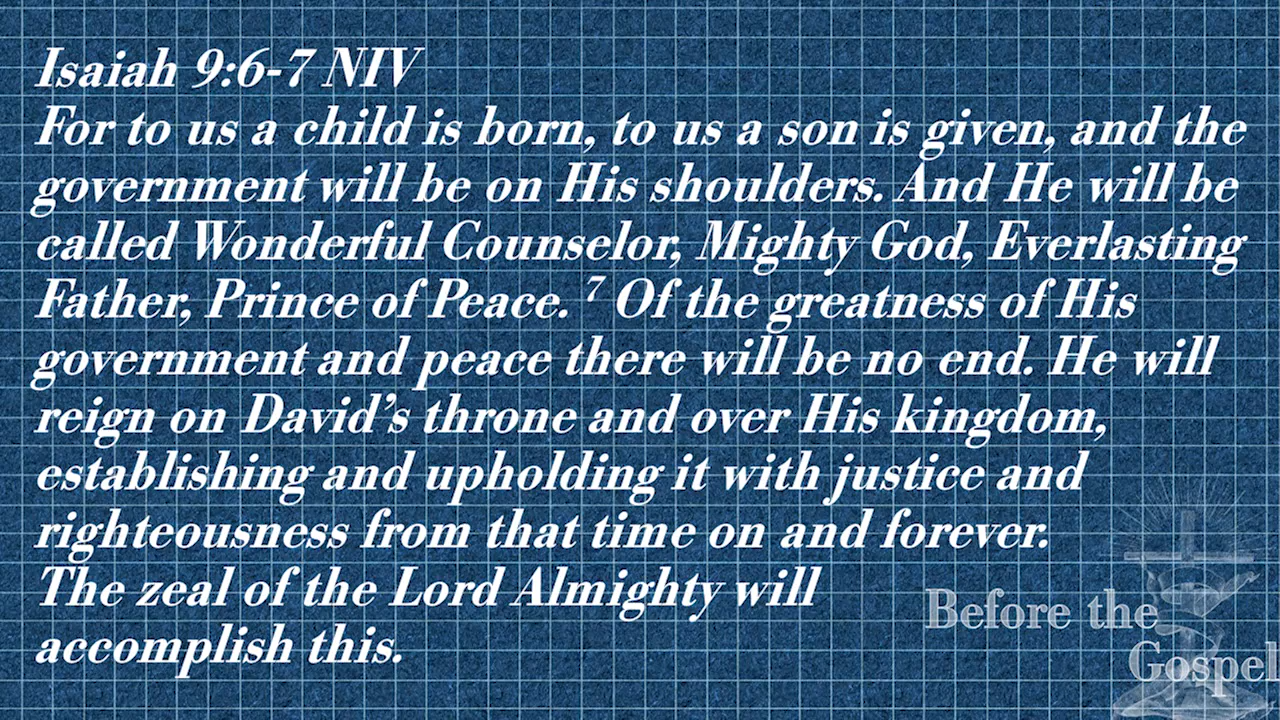 Isaiah 9:6-7 NIV
For to us a child is born, to us a son is given, and the
government will be on His shoulders. And He will be
called Wonderful Counselor, Mighty God, Everlasting
Father, Prince of Peace. ⁷ Of the greatness of His
government and peace there will be no end. He will
reign on David’s throne and over His kingdom,
establishing and upholding it with justice and
righteousness from that time on and forever.
The zeal of the Lord Almighty will
accomplish this.
Before the
Gospel